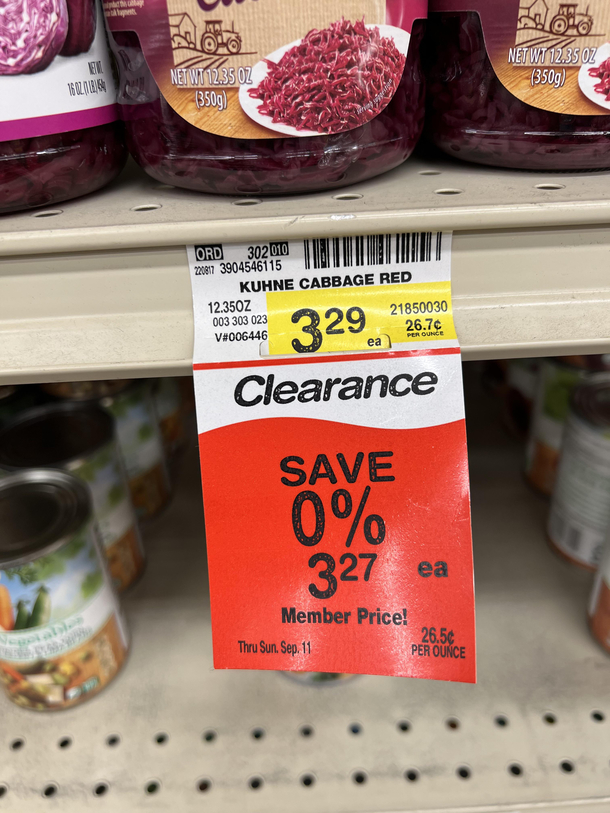 NET WT
16 OZ (1 LB) 454g
NET WT 12.35 OZ
(350g)
NET WT 12.35 OZ
(350g)
ORD 302 010
220817 3904546115
KUHNE CABBAGE RED
12.35OZ
003 303 023
V#006446
3 29 ea
21850030
26.7¢
PER OUNCE
Clearance
SAVE
0%
3 27 ea
Member Price!
Thru Sun. Sep. 11
26.5¢
PER OUNCE
Vegetables